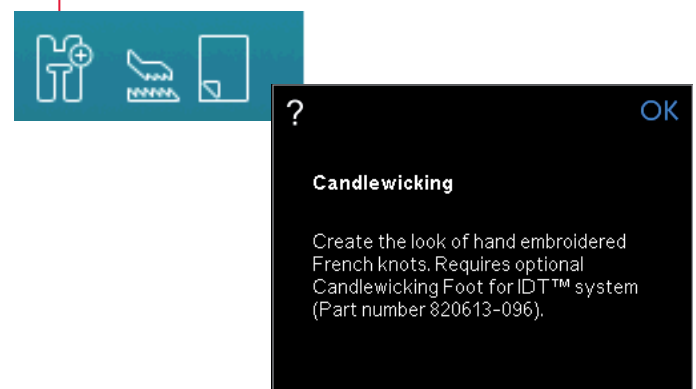 ? OK
Candlewicking
Create the look of hand embroidered
French knots. Requires optional
Candlewicking Foot for IDT™ system
(Part number 820613-096).